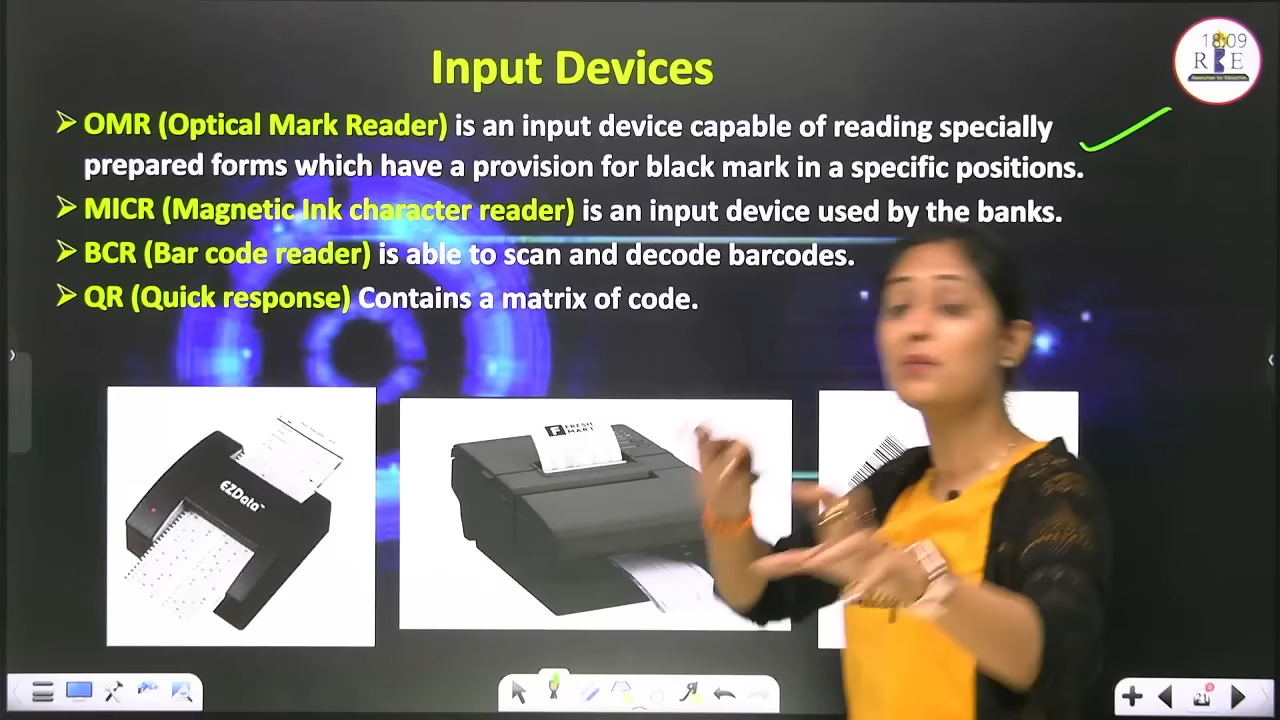 Input Devices
18:09
R E
OMR (Optical Mark Reader) is an input device capable of reading specially
prepared forms which have a provision for black mark in a specific positions.
MICR (Magnetic Ink character reader) is an input device used by the banks.
BCR (Bar code reader) is able to scan and decode barcodes.
QR (Quick response) Contains a matrix of code.
EZData™
F FRESH
MART